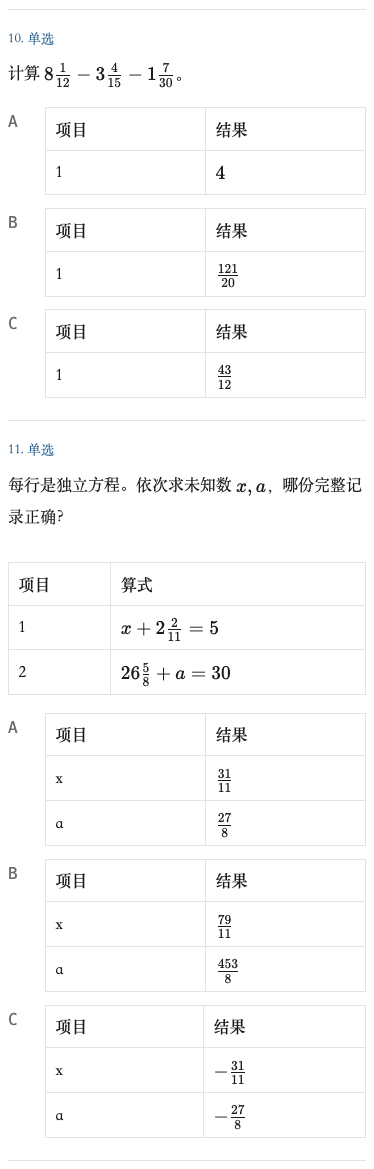 10. 单选
计算 8 1/12 − 3 4/15 − 1 7/30。
A
项目 结果
1 4
B
项目 结果
1 121/20
C
项目 结果
1 43/12
11. 单选
每行是独立方程。依次求未知数 x, a，哪份完整记
录正确?
项目 算式
1 x + 2 2/11 = 5
2 26 5/8 + a = 30
A
项目 结果
x 31/11
a 27/8
B
项目 结果
x 79/11
a 453/8
C
项目 结果
x −31/11
a −27/8